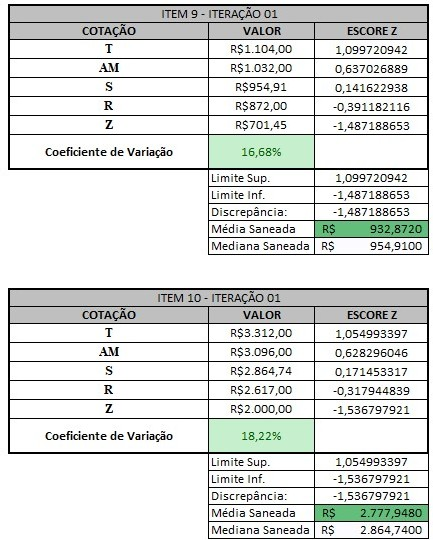 ITEM 9 - ITERAÇÃO 01
COTAÇÃO VALOR ESCORE Z
T R$1.104,00 1,099720942
AM R$1.032,00 0,637026889
S R$954,91 0,141622938
R R$872,00 -0,391182116
Z R$701,45 -1,487188653
Coeficiente de Variação 16,68%
Limite Sup. 1,099720942
Limite Inf. -1,487188653
Discrepância: -1,487188653
Média Saneada R$ 932,8720
Mediana Saneada R$ 954,9100
ITEM 10 - ITERAÇÃO 01
COTAÇÃO VALOR ESCORE Z
T R$3.312,00 1,054993397
AM R$3.096,00 0,628296046
S R$2.864,74 0,171453317
R R$2.617,00 -0,317944839
Z R$2.000,00 -1,536797921
Coeficiente de Variação 18,22%
Limite Sup. 1,054993397
Limite Inf. -1,536797921
Discrepância: -1,536797921
Média Saneada R$ 2.777,9480
Mediana Saneada R$ 2.864,7400